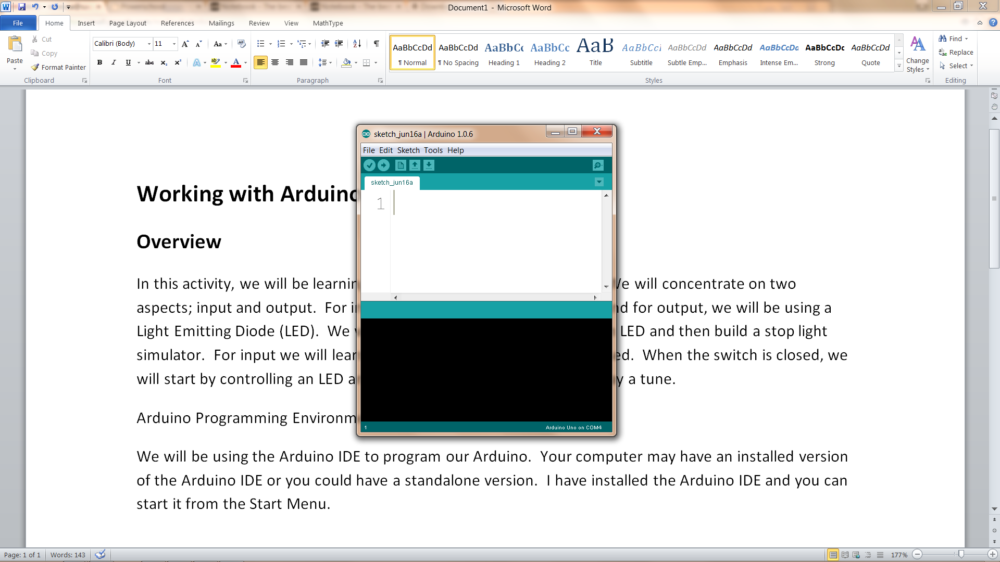 Document1 - Microsoft Word
File Home Insert Page Layout References Mailings Review View MathType
Paste
Cut
Copy
Format Painter
Clipboard
Calibri (Body) 11
Font
Paragraph
AaBbCcDd AaBbCcDd AaBbCc AaBbCc AaB AaBbCcI AaBbCcDd AaBbCcDd AaBbCcDd AaBbCcDc AaBbCcDd
¶ Normal ¶ No Spacing Heading 1 Heading 2 Title Subtitle Subtle Emp... Emphasis Intense Em... Strong Quote
Styles
Change
Styles
Find
Replace
Select
Editing
sketch_jun16a | Arduino 1.0.6
File Edit Sketch Tools Help
sketch_jun16a
1
1
Arduino Uno on COM4
Working with Arduino
Overview
In this activity, we will be learnin We will concentrate on two
aspects; input and output. For i nd for output, we will be using a
Light Emitting Diode (LED). We LED and then build a stop light
simulator. For input we will lear ed. When the switch is closed, we
will start by controlling an LED a y a tune.
Arduino Programming Environm
We will be using the Arduino IDE to program our Arduino. Your computer may have an installed version
of the Arduino IDE or you could have a standalone version. I have installed the Arduino IDE and you can
start it from the Start Menu.
Page: 1 of 1 Words: 143 177%